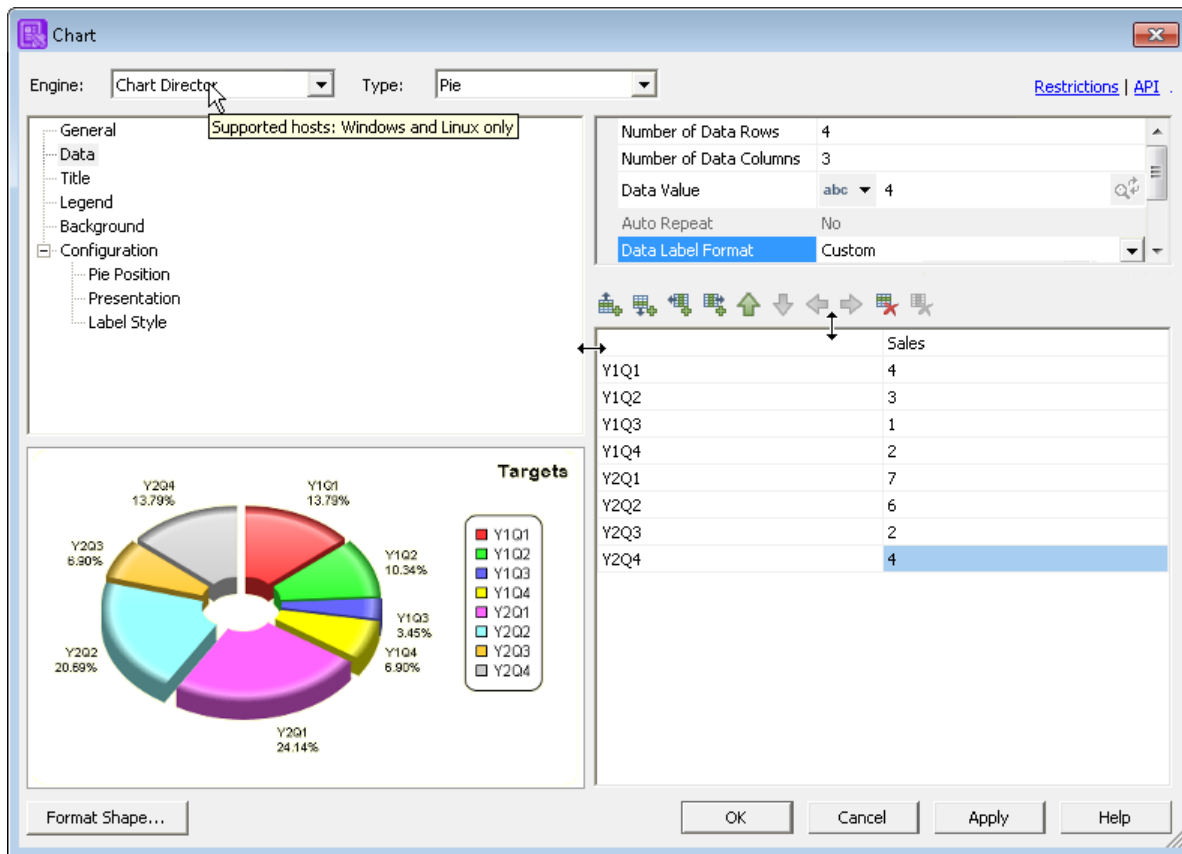 Chart
Engine: Chart Director Type: Pie Restrictions | API .
Supported hosts: Windows and Linux only
General
Data
Title
Legend
Background
Configuration
Pie Position
Presentation
Label Style
Number of Data Rows 4
Number of Data Columns 3
Data Value abc 4
Auto Repeat No
Data Label Format Custom
Sales
Y1Q1 4
Y1Q2 3
Y1Q3 1
Y1Q4 2
Y2Q1 7
Y2Q2 6
Y2Q3 2
Y2Q4 4
Targets
Y2Q4
13.79%
Y1Q1
13.79%
Y2Q3
6.90%
Y1Q2
10.34%
Y1Q3
3.45%
Y2Q2
20.69%
Y1Q4
6.90%
Y2Q1
24.14%
Y1Q1
Y1Q2
Y1Q3
Y1Q4
Y2Q1
Y2Q2
Y2Q3
Y2Q4
Format Shape... OK Cancel Apply Help